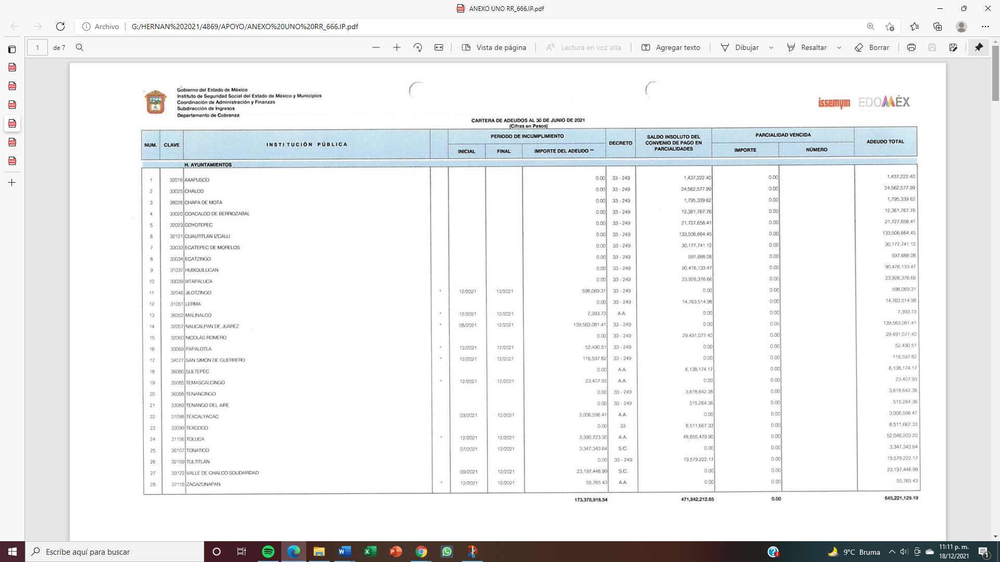 ANEXO UNO RR_666.IP.pdf
Archivo G:/HERNAN%202021/4869/APOYO/ANEXO%20UNO%20RR_666.IP.pdf
1 de 7 Vista de página Lectura en voz alta Agregar texto Dibujar Resaltar Borrar
Gobierno del Estado de México
Instituto de Seguridad Social del Estado de México y Municipios
Coordinación de Administración y Finanzas
Subdirección de Ingresos
Departamento de Cobranza
issemym EDOMÉX
CARTERA DE ADEUDOS AL 30 DE JUNIO DE 2021
(Cifras en Pesos)
NUM. CLAVE INSTITUCIÓN PÚBLICA PERIODO DE INCUMPLIMIENTO INICIAL FINAL IMPORTE DEL ADEUDO ** DECRETO SALDO INSOLUTO DEL CONVENIO DE PAGO EN PARCIALIDADES PARCIALIDAD VENCIDA IMPORTE NÚMERO ADEUDO TOTAL
H. AYUNTAMIENTOS
1 32016 AXAPUSCO 0.00 33 - 249 1,437,222.40 0.00 1,437,222.40
2 33025 CHALCO 0.00 33 - 249 24,562,577.99 0.00 24,562,577.99
3 38026 CHAPA DE MOTA 0.00 33 - 249 1,795,339.62 0.00 1,795,339.62
4 33020 COACALCO DE BERRIOZABAL 0.00 33 - 249 12,361,767.76 0.00 12,361,767.76
5 32023 COYOTEPEC 0.00 33 - 249 21,727,658.41 0.00 21,727,658.41
6 32121 CUAUTITLÁN IZCALLI 0.00 33 - 249 133,506,664.45 0.00 133,506,664.45
7 33033 ECATEPEC DE MORELOS 0.00 33 - 249 30,177,741.12 0.00 30,177,741.12
8 33034 ECATZINGO 0.00 33 - 249 597,688.08 0.00 597,688.08
9 31037 HUIXQUILUCAN 0.00 33 - 249 90,476,133.47 0.00 90,476,133.47
10 33039 IXTAPALUCA 0.00 33 - 249 23,926,376.66 0.00 23,926,376.66
11 32046 JILOTZINGO * 12/2021 12/2021 598,069.31 33 - 249 0.00 0.00 598,069.31
12 31051 LERMA 0.00 33 - 249 14,763,514.98 0.00 14,763,514.98
13 36052 MALINALCO * 12/2021 12/2021 7,393.73 A.A. 0.00 0.00 7,393.73
14 32057 NAUCALPAN DE JUÁREZ * 08/2021 12/2021 139,583,081.41 33 - 249 0.00 0.00 139,583,081.41
15 32060 NICOLÁS ROMERO 0.00 33 - 249 29,491,077.40 0.00 29,491,077.40
16 33069 PAPALOTLA * 12/2021 12/2021 52,490.51 33 - 249 0.00 0.00 52,490.51
17 34077 SAN SIMÓN DE GUERRERO * 12/2021 12/2021 116,597.82 33 - 249 0.00 0.00 116,597.82
18 36080 SULTEPEC 0.00 A.A. 6,138,174.17 0.00 6,138,174.17
19 35085 TEMASCALCINGO * 12/2021 12/2021 23,407.93 A.A. 0.00 0.00 23,407.93
20 36088 TENANCINGO 0.00 33 - 249 3,618,642.38 0.00 3,618,642.38
21 33089 TENANGO DEL AIRE 0.00 33 - 249 515,264.36 0.00 515,264.36
22 31098 TEXCALYACAC 03/2021 12/2021 3,006,596.47 A.A. 0.00 0.00 3,006,596.47
23 33099 TEXCOCO 0.00 33 8,511,667.33 0.00 8,511,667.33
24 31106 TOLUCA * 12/2021 12/2021 3,390,723.30 A.A. 48,655,479.90 0.00 52,046,203.20
25 36107 TONATICO 07/2021 12/2021 3,347,343.64 S.C. 0.00 0.00 3,347,343.64
26 32109 TULTITLÁN 0.00 33 - 249 19,579,222.17 0.00 19,579,222.17
27 33122 VALLE DE CHALCO SOLIDARIDAD 09/2021 12/2021 23,197,446.99 S.C. 0.00 0.00 23,197,446.99
28 37116 ZACAZONAPAN * 12/2021 12/2021 55,765.43 A.A. 0.00 0.00 55,765.43
173,378,916.54 471,842,212.65 0.00 645,221,129.19
Escribe aquí para buscar 9°C Bruma 11:11 p. m.
18/12/2021 1